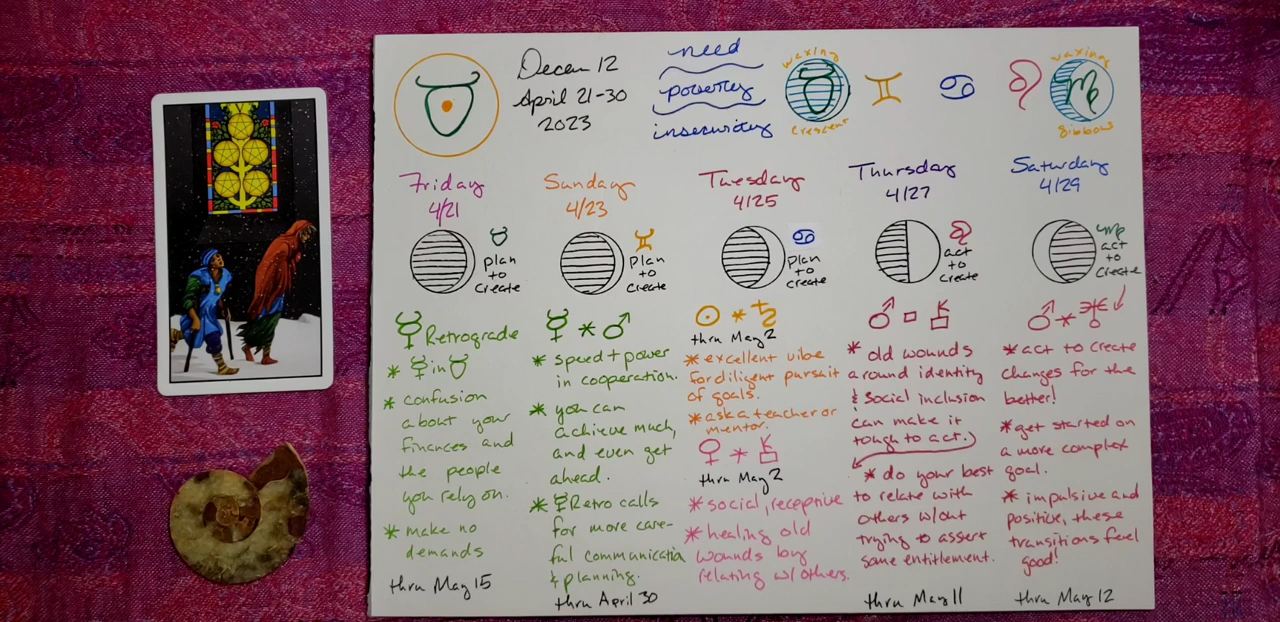 Decan 12
April 21-30
2023
need
poverty
insecurity
waxing
crescent
waxing
gibbous
Friday
4/21
plan
to
create
Retrograde
* ☿ in ♉
* confusion
about your
finances and
the people
you rely on.
* make no
demands
thru May 15
Sunday
4/23
plan
to
create
☿ * ♂
* speed + power
in cooperation.
* you can
achieve much,
and even get
ahead.
* ☿ Retro calls
for more care-
ful communication
& planning.
thru April 30
Tuesday
4/25
plan
to
create
☉ * ♄
thru May 2
* excellent vibe
for diligent pursuit
of goals.
* ask a teacher or
mentor.
♀ * ⚷
thru May 2
* social, receptive
* healing old
wounds by
relating w/ others.
Thursday
4/27
act
to
create
♂ □ ⚷
* old wounds
around identity
& social inclusion
can make it
tough to act.
* do your best
to relate with
others w/out
trying to assert
some entitlement.
thru May 11
Saturday
4/29
act
to
create
♂ * ♅
* act to create
changes for the
better!
* get started on
a more complex
goal.
* impulsive and
positive, these
transitions feel
good!
thru May 12